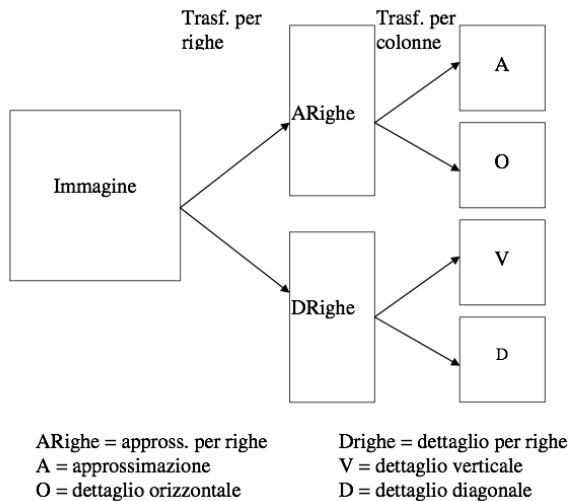 Trasf. per
righe
Trasf. per
colonne
Immagine
ARighe
DRighe
A
O
V
D
ARighe = appross. per righe
A = approssimazione
O = dettaglio orizzontale
Drighe = dettaglio per righe
V = dettaglio verticale
D = dettaglio diagonale